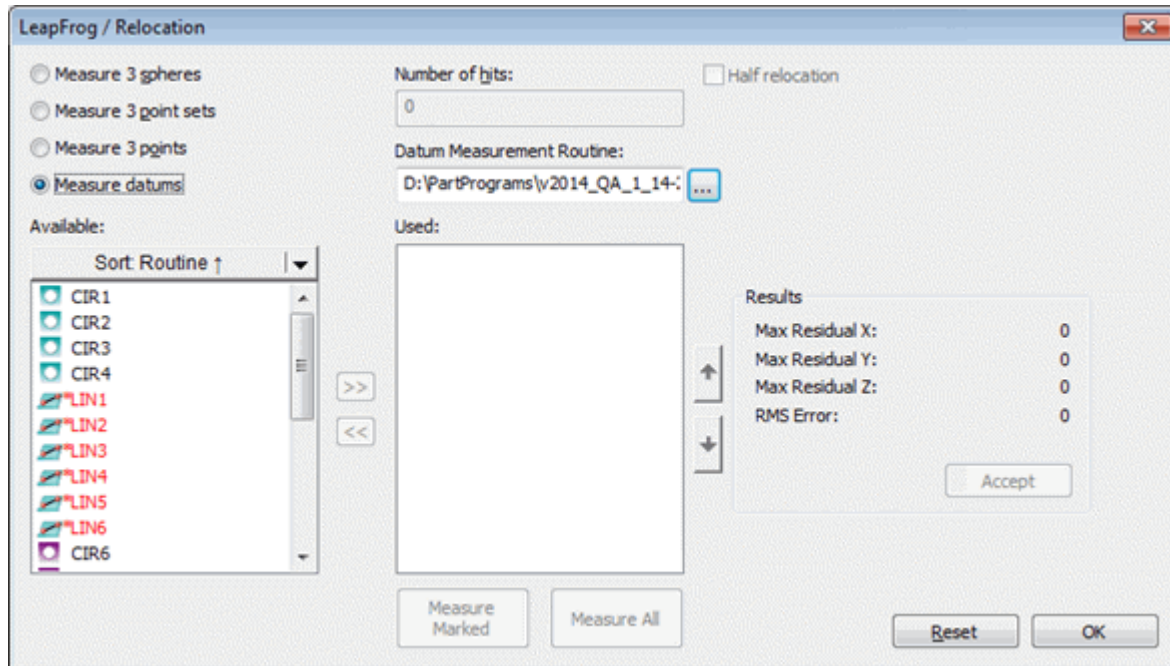 LeapFrog / Relocation
Measure 3 spheres
Measure 3 point sets
Measure 3 points
Measure datums
Number of hits:
0
Half relocation
Datum Measurement Routine:
D:\PartPrograms\v2014_QA_1_14-
...
Available:
Sort: Routine ↑
CIR1
CIR2
CIR3
CIR4
*LIN1
*LIN2
*LIN3
*LIN4
*LIN5
*LIN6
CIR6
>>
<<
Used:
Measure
Marked
Measure All
Results
Max Residual X: 0
Max Residual Y: 0
Max Residual Z: 0
RMS Error: 0
Accept
Reset
OK